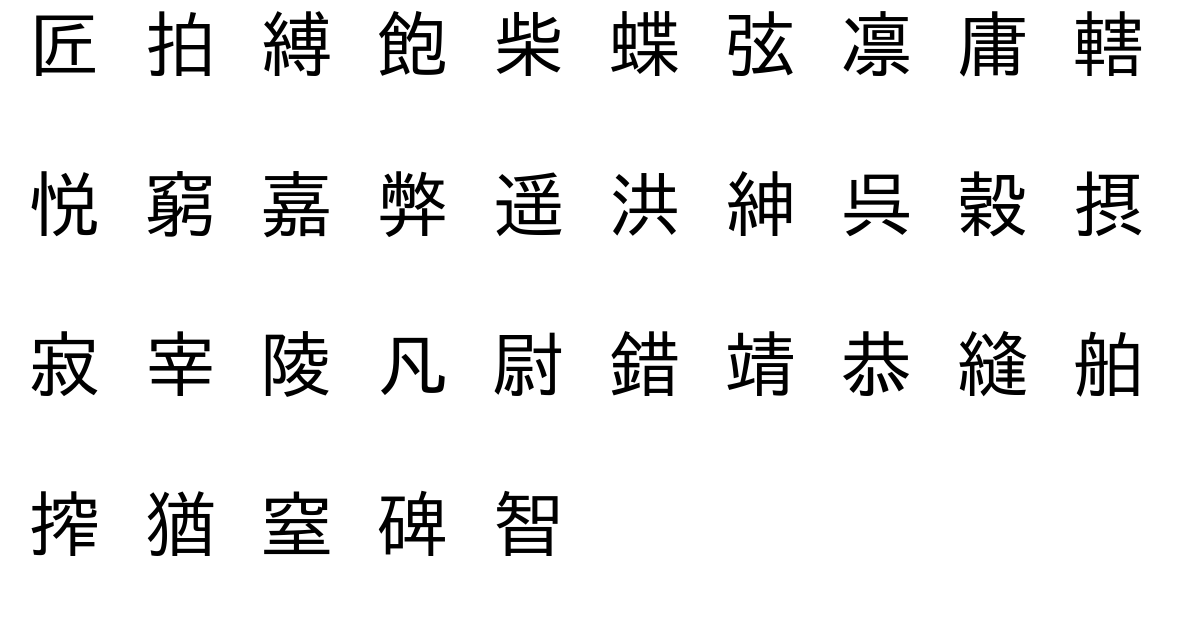 匠拍縛飽柴蝶弦凛庸轄
悦窮嘉弊遥洪紳呉穀摂
寂宰陵凡尉錯靖恭縫舶
搾猶窒碑智